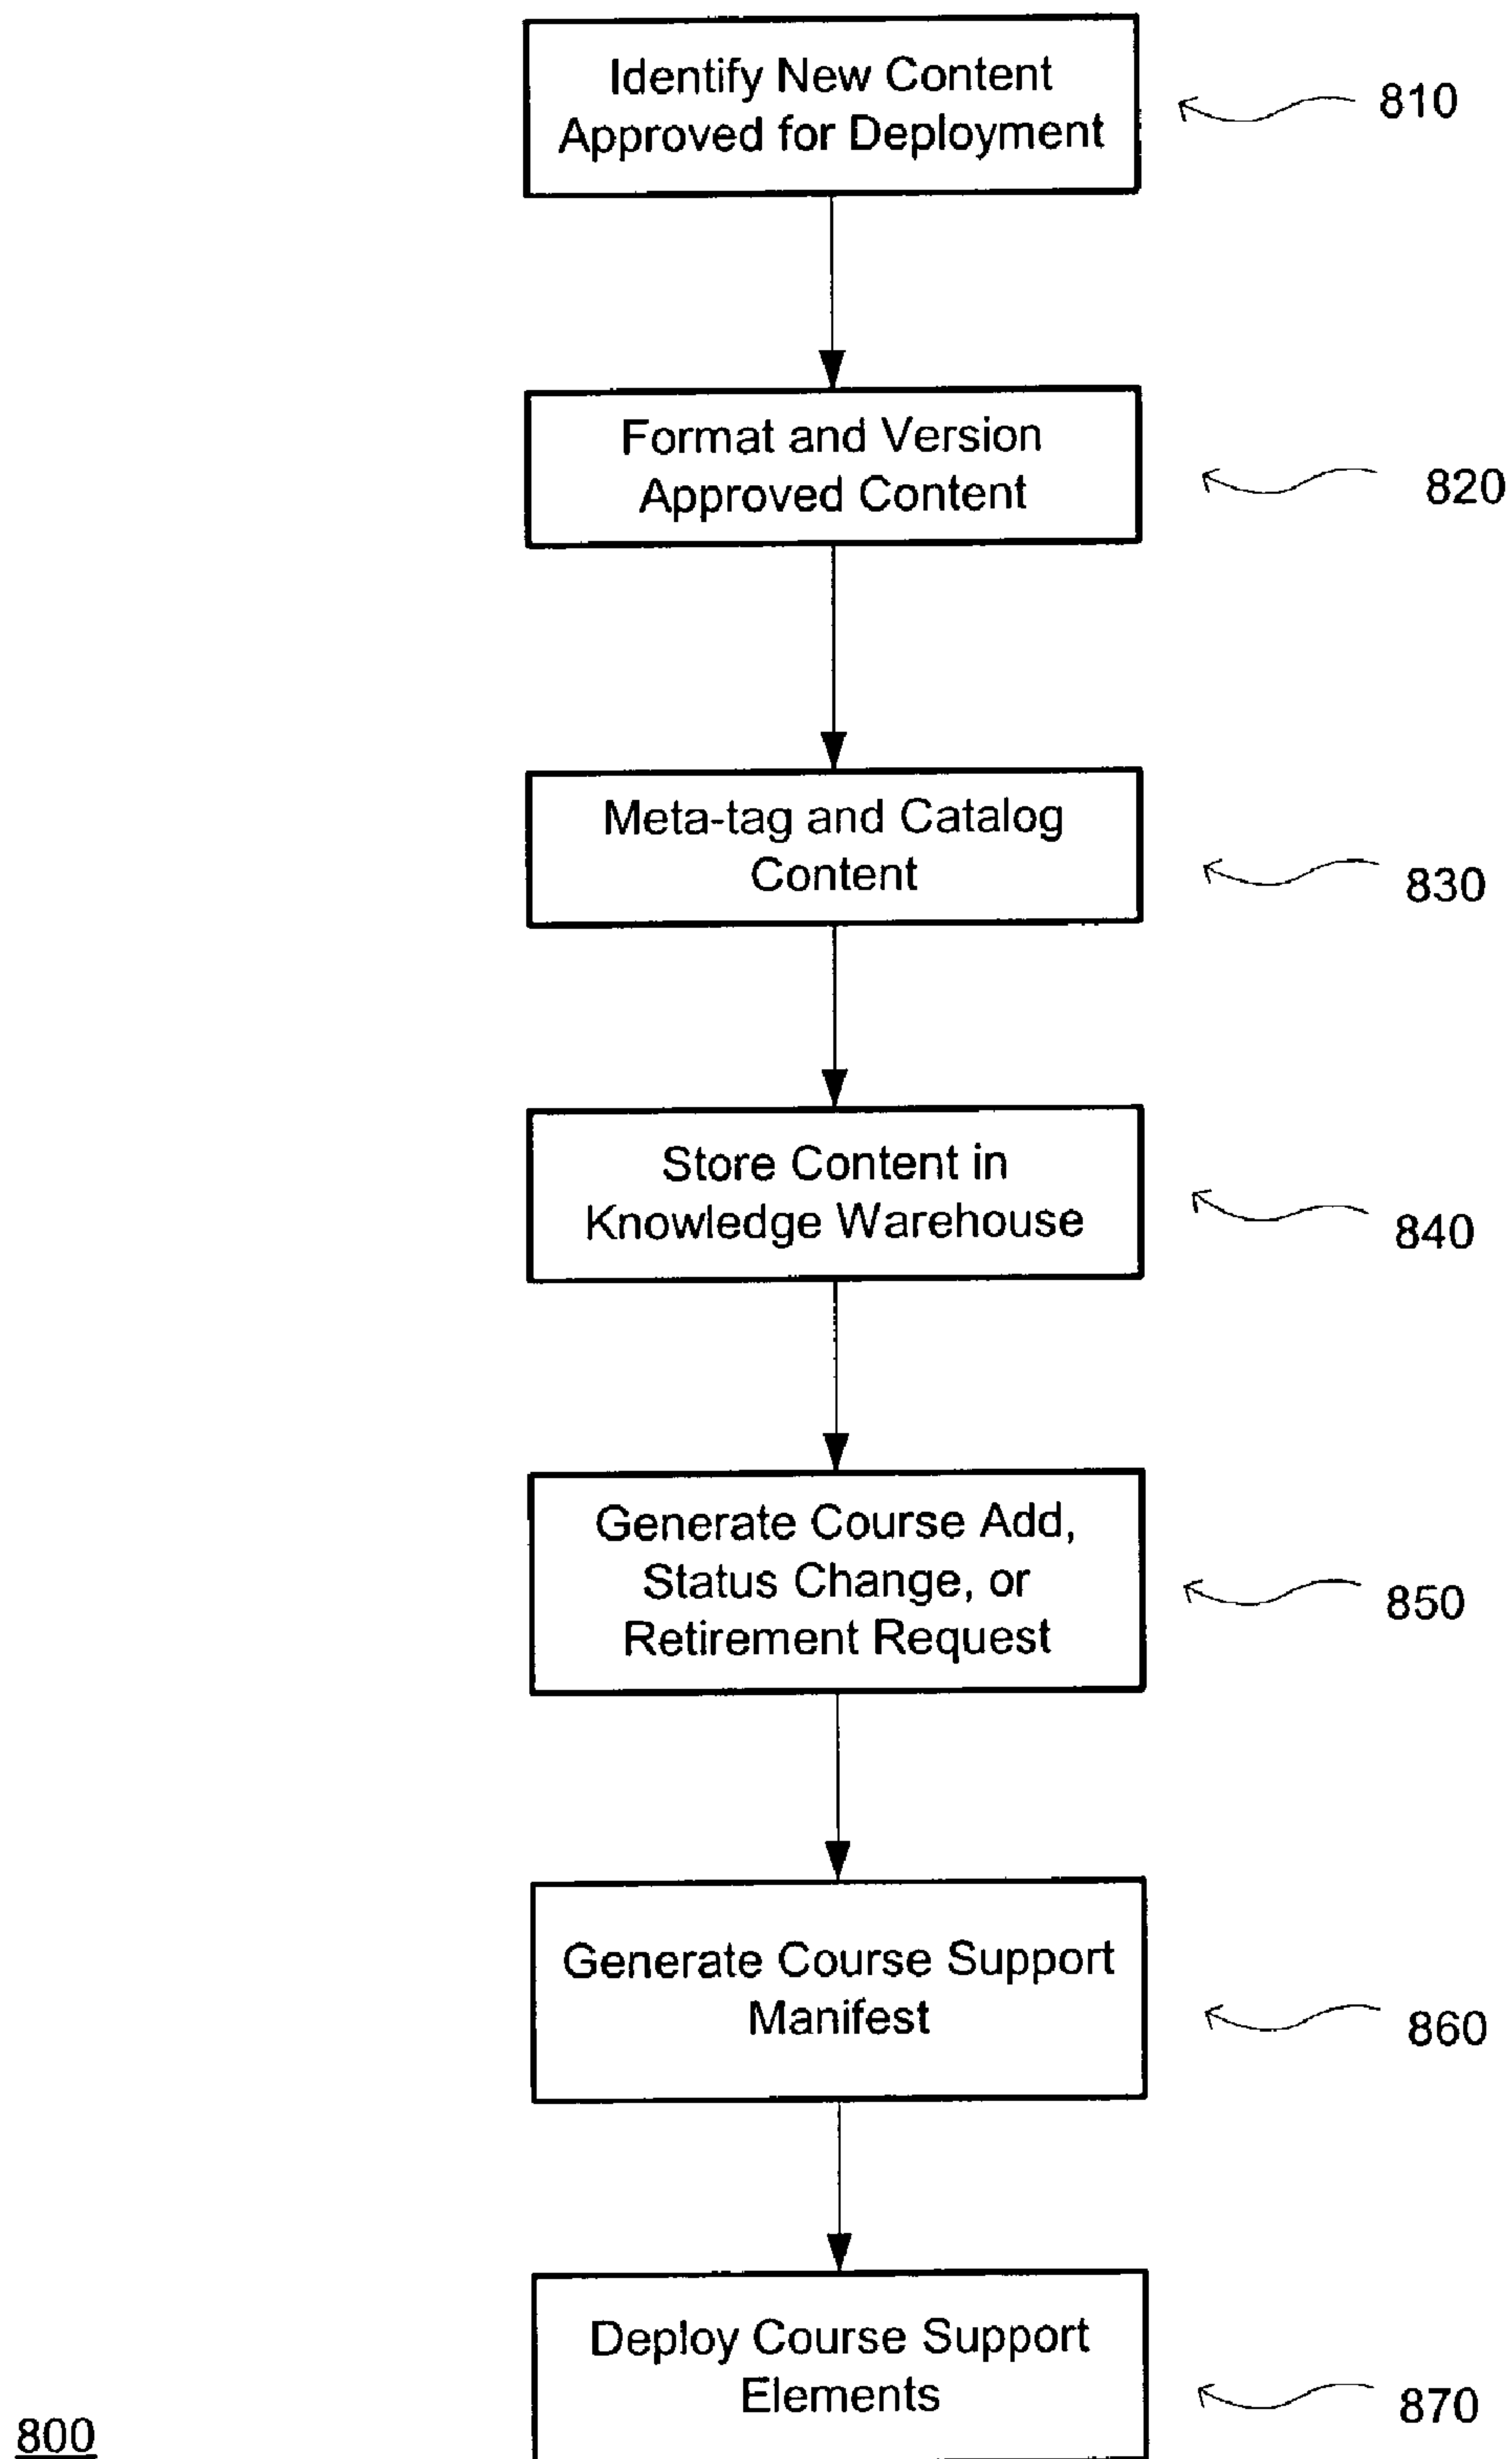 Identify New Content
Approved for Deployment
810
Format and Version
Approved Content
820
Meta-tag and Catalog
Content
830
Store Content in
Knowledge Warehouse
840
Generate Course Add,
Status Change, or
Retirement Request
850
Generate Course Support
Manifest
860
Deploy Course Support
Elements
870
800